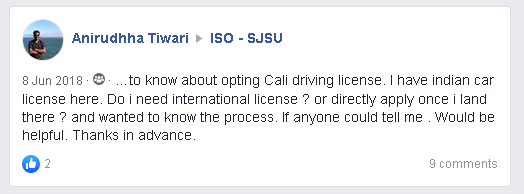 Anirudhha Tiwari ▸ ISO - SJSU
8 Jun 2018 · · ...to know about opting Cali driving license. I have indian car
license here. Do i need international license ? or directly apply once i land
there ? and wanted to know the process. If anyone could tell me . Would be
helpful. Thanks in advance.
2 9 comments